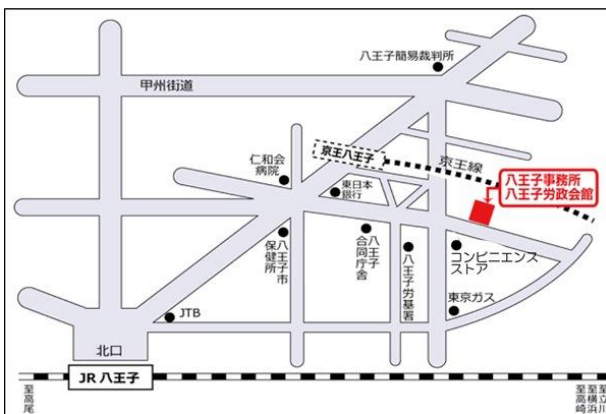 八王子簡易裁判所
甲州街道
京王八王子
京王線
仁和会
病院
東日本
銀行
八王子事務所
八王子労政会館
八王子市
保健所
八王子
合同庁舎
八王子労基署
コンビニエンス
ストア
JTB
東京ガス
北口
JR 八王子
至高尾
至高崎
至横浜
至立川